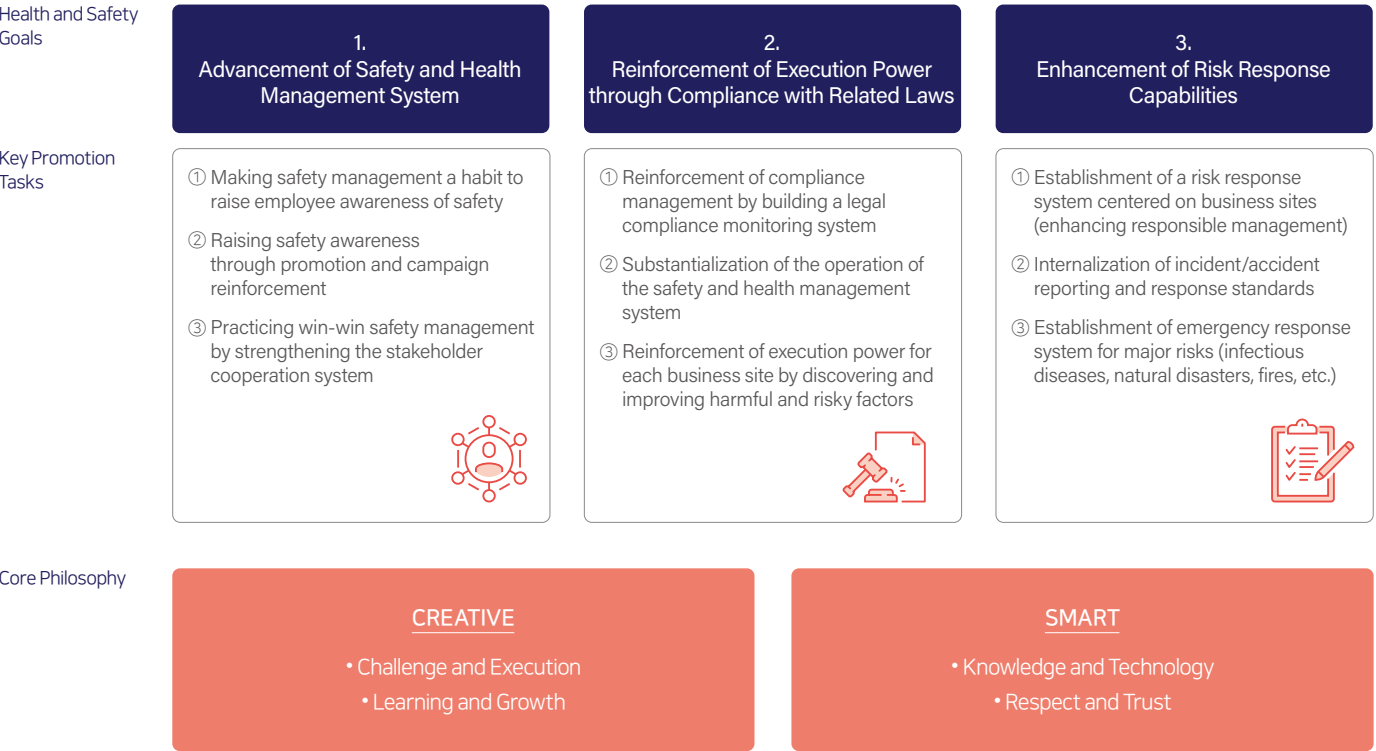 Health and Safety
Goals
1.
Advancement of Safety and Health
Management System
2.
Reinforcement of Execution Power
through Compliance with Related Laws
3.
Enhancement of Risk Response
Capabilities
Key Promotion
Tasks
① Making safety management a habit to
raise employee awareness of safety
② Raising safety awareness
through promotion and campaign
reinforcement
③ Practicing win-win safety management
by strengthening the stakeholder
cooperation system
① Reinforcement of compliance
management by building a legal
compliance monitoring system
② Substantialization of the operation of
the safety and health management
system
③ Reinforcement of execution power for
each business site by discovering and
improving harmful and risky factors
① Establishment of a risk response
system centered on business sites
(enhancing responsible management)
② Internalization of incident/accident
reporting and response standards
③ Establishment of emergency response
system for major risks (infectious
diseases, natural disasters, fires, etc.)
Core Philosophy
CREATIVE
• Challenge and Execution
• Learning and Growth
SMART
• Knowledge and Technology
• Respect and Trust